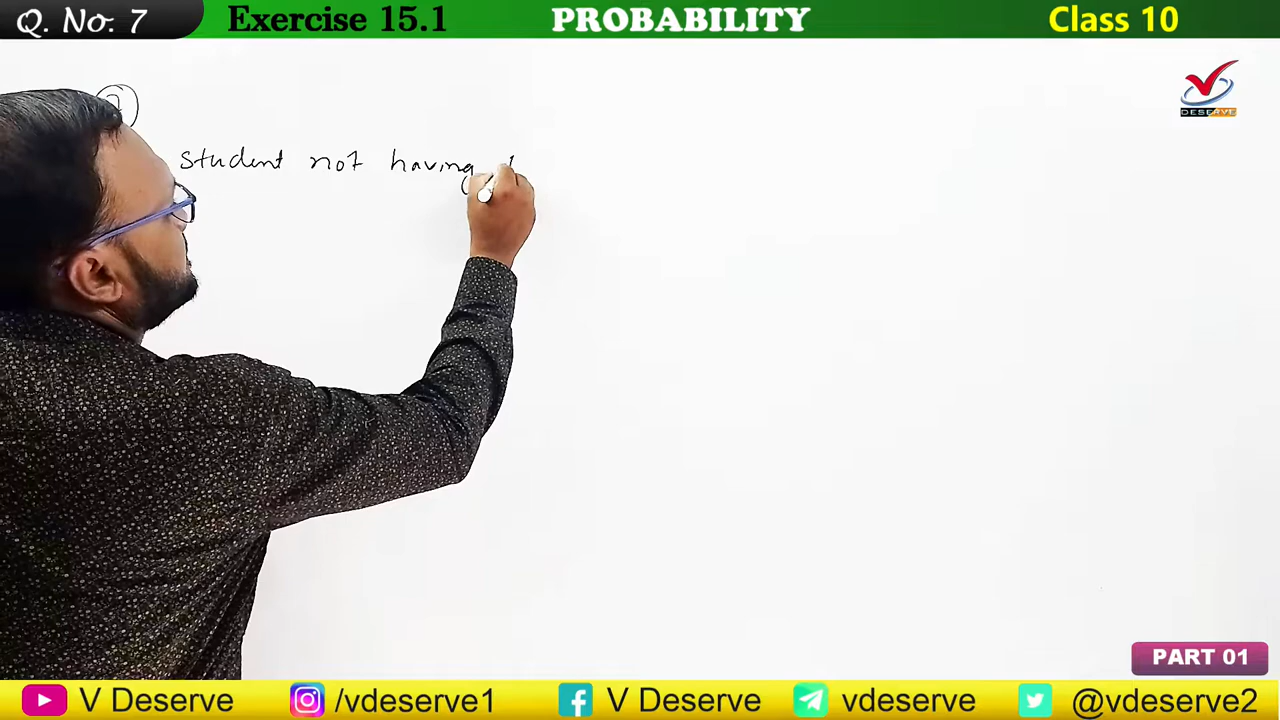 Q. No: 7 Exercise 15.1 PROBABILITY Class 10
DESERVE
7
student not having
PART 01
V Deserve /vdeserve1 V Deserve vdeserve @vdeserve2